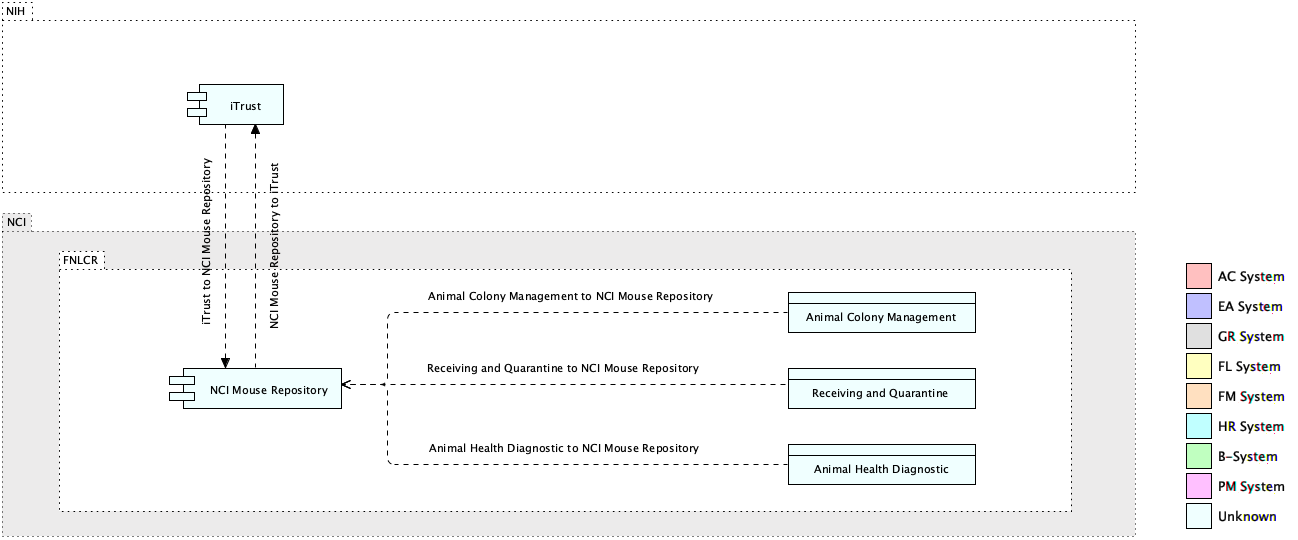 NIH
iTrust
iTrust to NCI Mouse Repository
NCI Mouse Repository to iTrust
NCI
FNLCR
Animal Colony Management to NCI Mouse Repository
Animal Colony Management
Receiving and Quarantine to NCI Mouse Repository
NCI Mouse Repository
Receiving and Quarantine
Animal Health Diagnostic to NCI Mouse Repository
Animal Health Diagnostic
AC System
EA System
GR System
FL System
FM System
HR System
B-System
PM System
Unknown